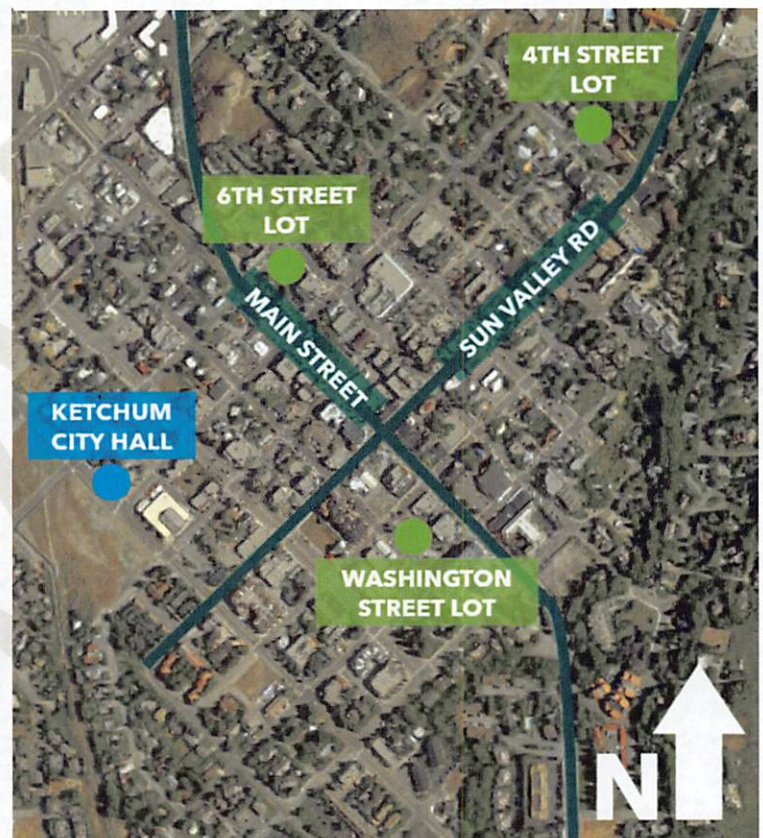 4TH STREET
LOT
6TH STREET
LOT
MAIN STREET
SUN VALLEY RD
KETCHUM
CITY HALL
WASHINGTON
STREET LOT
N